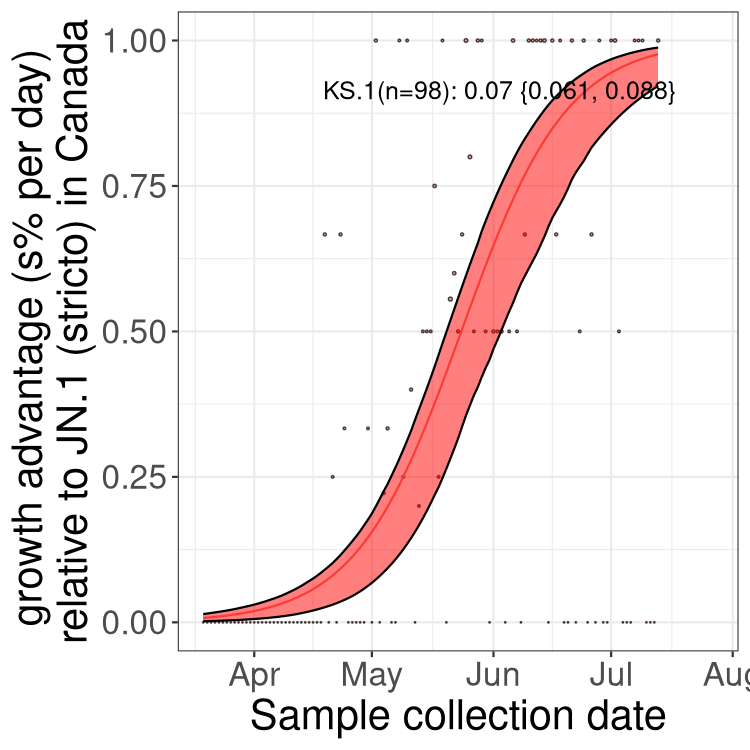 growth advantage (s% per day)
relative to JN.1 (stricto) in Canada
1.00
0.75
0.50
0.25
0.00
KS.1(n=98): 0.07 {0.061, 0.088}
Apr May Jun Jul Aug
Sample collection date